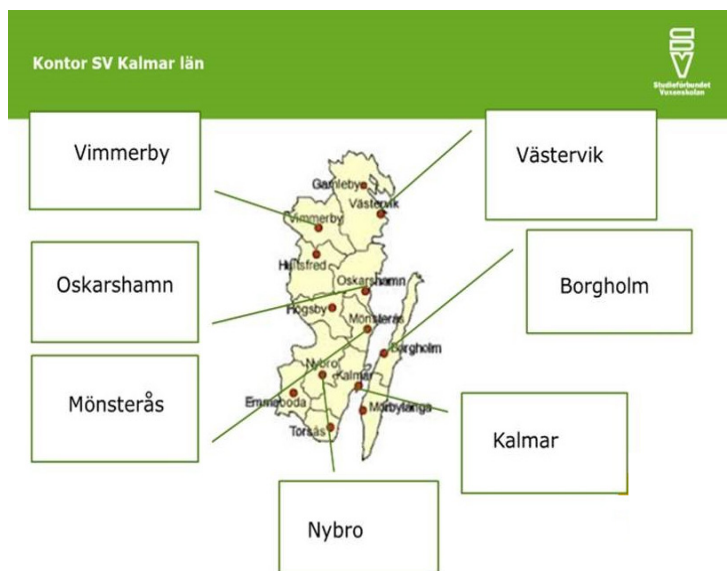 Kontor SV Kalmar län
Studieförbundet
Vuxenskolan
Vimmerby
Västervik
Gamleby
Västervik
Vimmerby
Hultsfred
Oskarshamn
Oskarshamn
Borgholm
Högsby
Mönsterås
Borgholm
Nybro
Kalmar
Mönsterås
Emmaboda
Mörbylånga
Torsås
Kalmar
Nybro